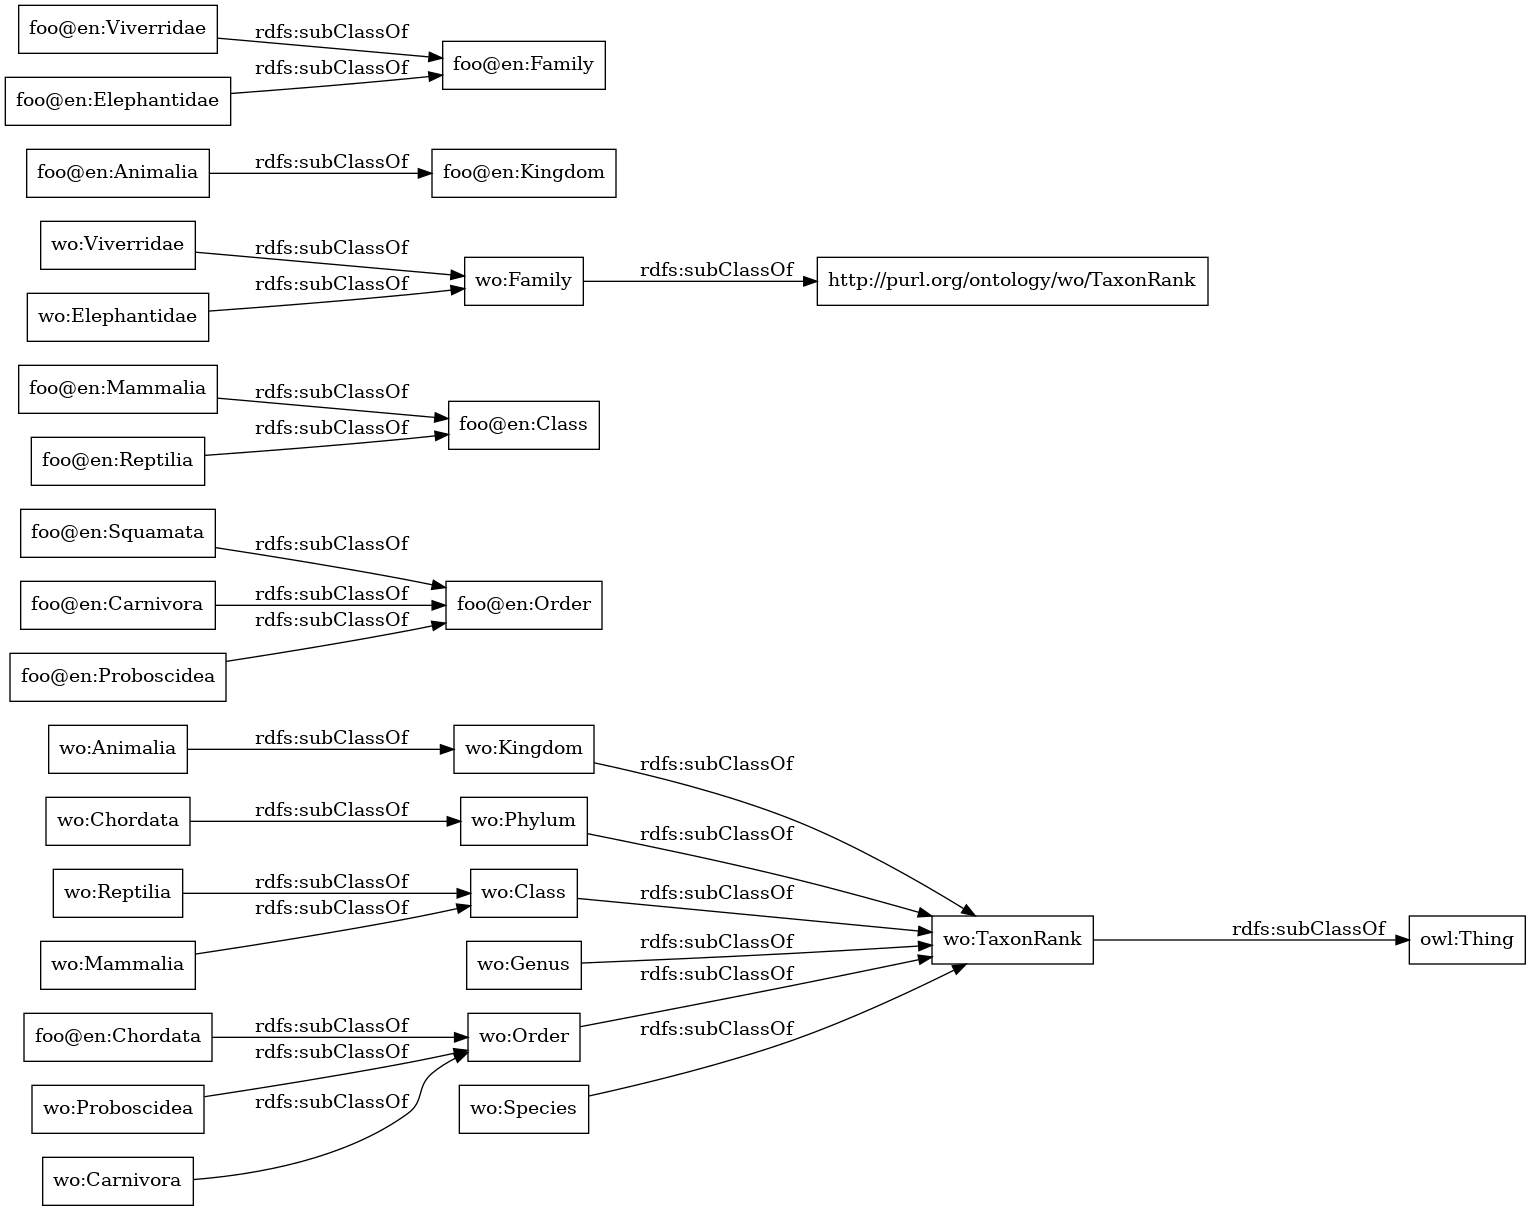 foo@en:Viverridae
rdfs:subClassOf
foo@en:Family
rdfs:subClassOf
foo@en:Elephantidae
foo@en:Animalia
rdfs:subClassOf
foo@en:Kingdom
wo:Viverridae
rdfs:subClassOf
wo:Family
rdfs:subClassOf
http://purl.org/ontology/wo/TaxonRank
rdfs:subClassOf
wo:Elephantidae
foo@en:Mammalia
rdfs:subClassOf
foo@en:Class
rdfs:subClassOf
foo@en:Reptilia
foo@en:Squamata
rdfs:subClassOf
foo@en:Carnivora
rdfs:subClassOf
foo@en:Order
rdfs:subClassOf
foo@en:Proboscidea
wo:Animalia
rdfs:subClassOf
wo:Kingdom
rdfs:subClassOf
wo:Chordata
rdfs:subClassOf
wo:Phylum
rdfs:subClassOf
wo:Reptilia
rdfs:subClassOf
wo:Class
rdfs:subClassOf
rdfs:subClassOf
wo:Mammalia
wo:Genus
rdfs:subClassOf
wo:TaxonRank
rdfs:subClassOf
owl:Thing
foo@en:Chordata
rdfs:subClassOf
wo:Order
rdfs:subClassOf
rdfs:subClassOf
wo:Proboscidea
rdfs:subClassOf
wo:Species
rdfs:subClassOf
wo:Carnivora